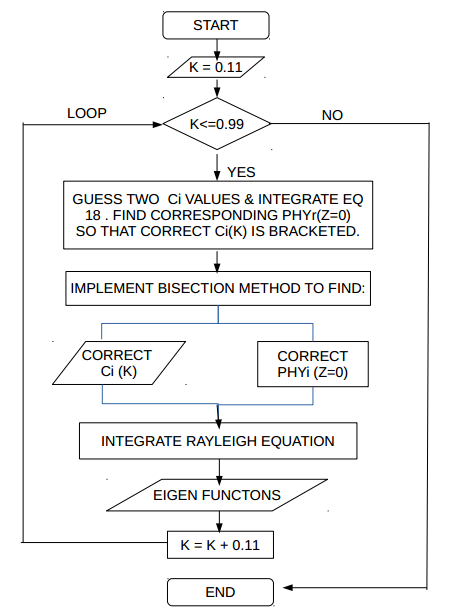 START
K = 0.11
LOOP
K<=0.99
NO
YES
GUESS TWO Ci VALUES & INTEGRATE EQ
18 . FIND CORRESPONDING PHYr(Z=0)
SO THAT CORRECT Ci(K) IS BRACKETED.
IMPLEMENT BISECTION METHOD TO FIND:
CORRECT
Ci (K)
CORRECT
PHYi (Z=0)
INTEGRATE RAYLEIGH EQUATION
EIGEN FUNCTONS
K = K + 0.11
END